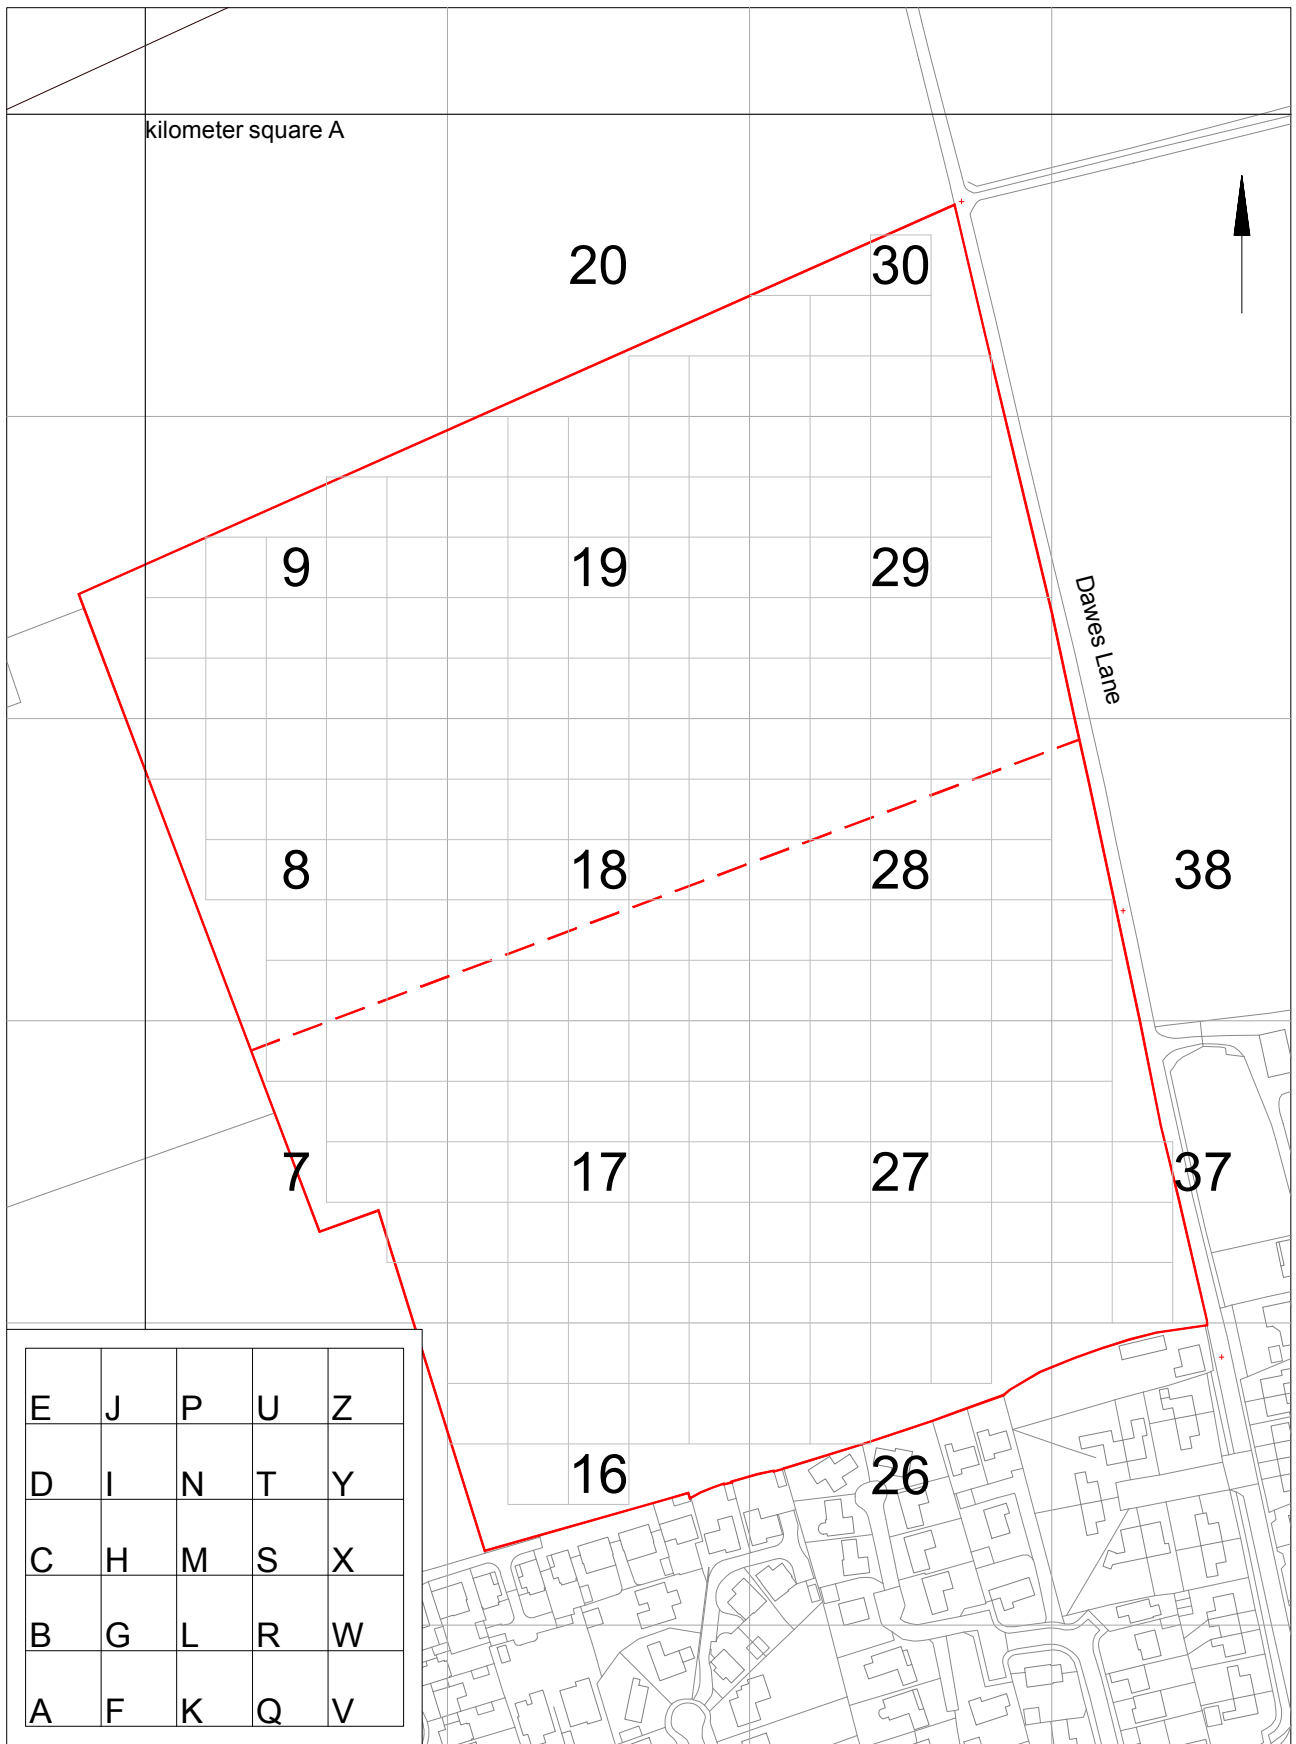 kilometer square A
20 30
9 19 29
Dawes Lane
8 18 28 38
7 17 27 37
16 26
E J P U Z
D I N T Y
C H M S X
B G L R W
A F K Q V